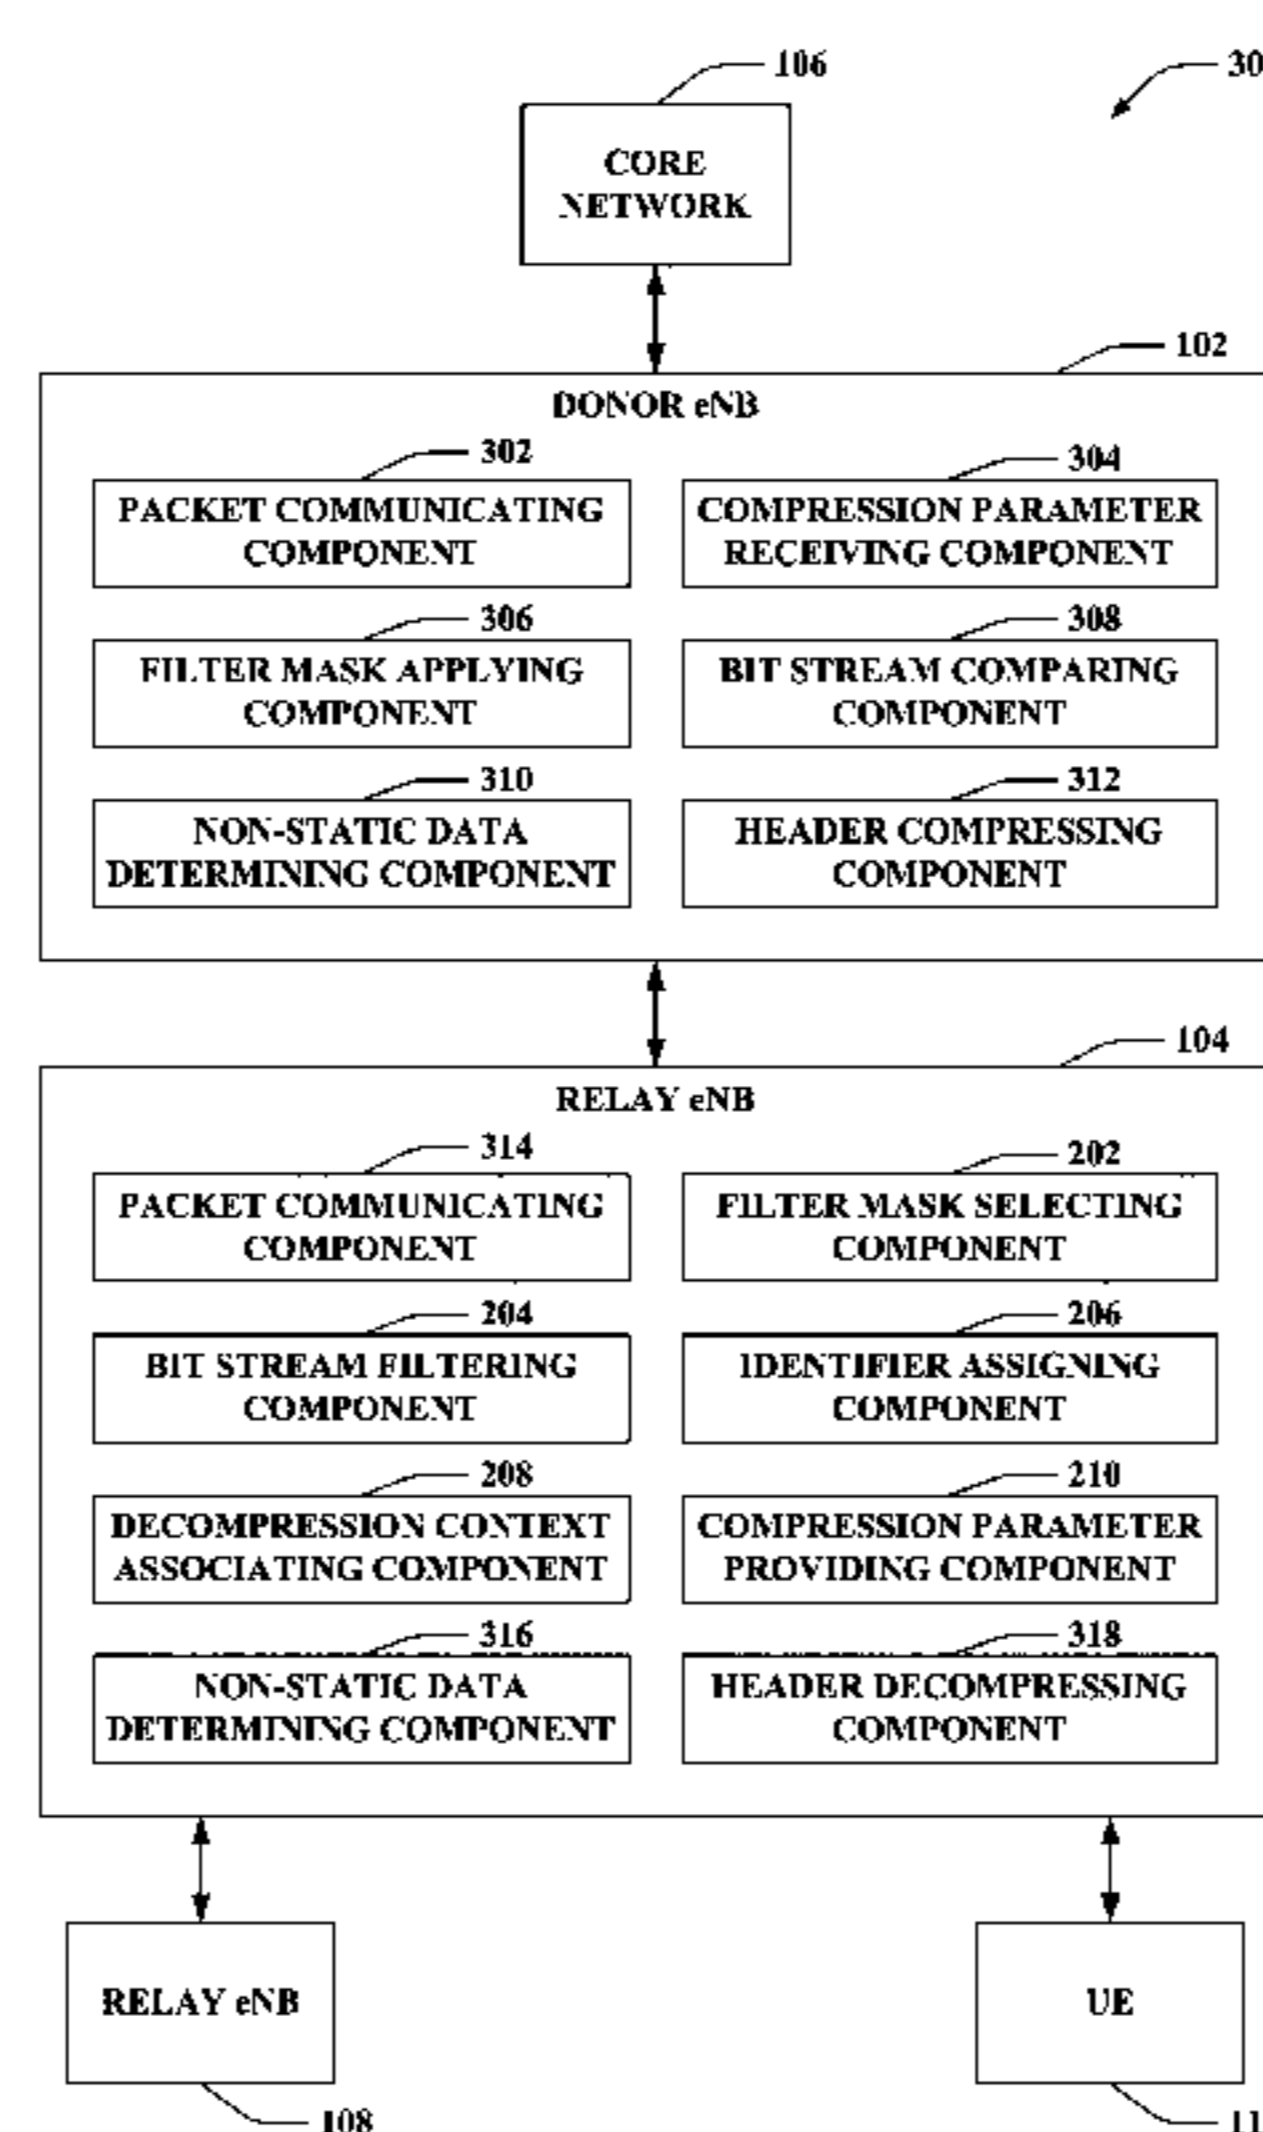 106
30
CORE
NETWORK
102
DONOR eNB
302
304
PACKET COMMUNICATING
COMPONENT
COMPRESSION PARAMETER
RECEIVING COMPONENT
306
308
FILTER MASK APPLYING
COMPONENT
BIT STREAM COMPARING
COMPONENT
310
312
NON-STATIC DATA
DETERMINING COMPONENT
HEADER COMPRESSING
COMPONENT
104
RELAY eNB
314
202
PACKET COMMUNICATING
COMPONENT
FILTER MASK SELECTING
COMPONENT
204
206
BIT STREAM FILTERING
COMPONENT
IDENTIFIER ASSIGNING
COMPONENT
208
210
DECOMPRESSION CONTEXT
ASSOCIATING COMPONENT
COMPRESSION PARAMETER
PROVIDING COMPONENT
316
318
NON-STATIC DATA
DETERMINING COMPONENT
HEADER DECOMPRESSING
COMPONENT
RELAY eNB
UE
108
11